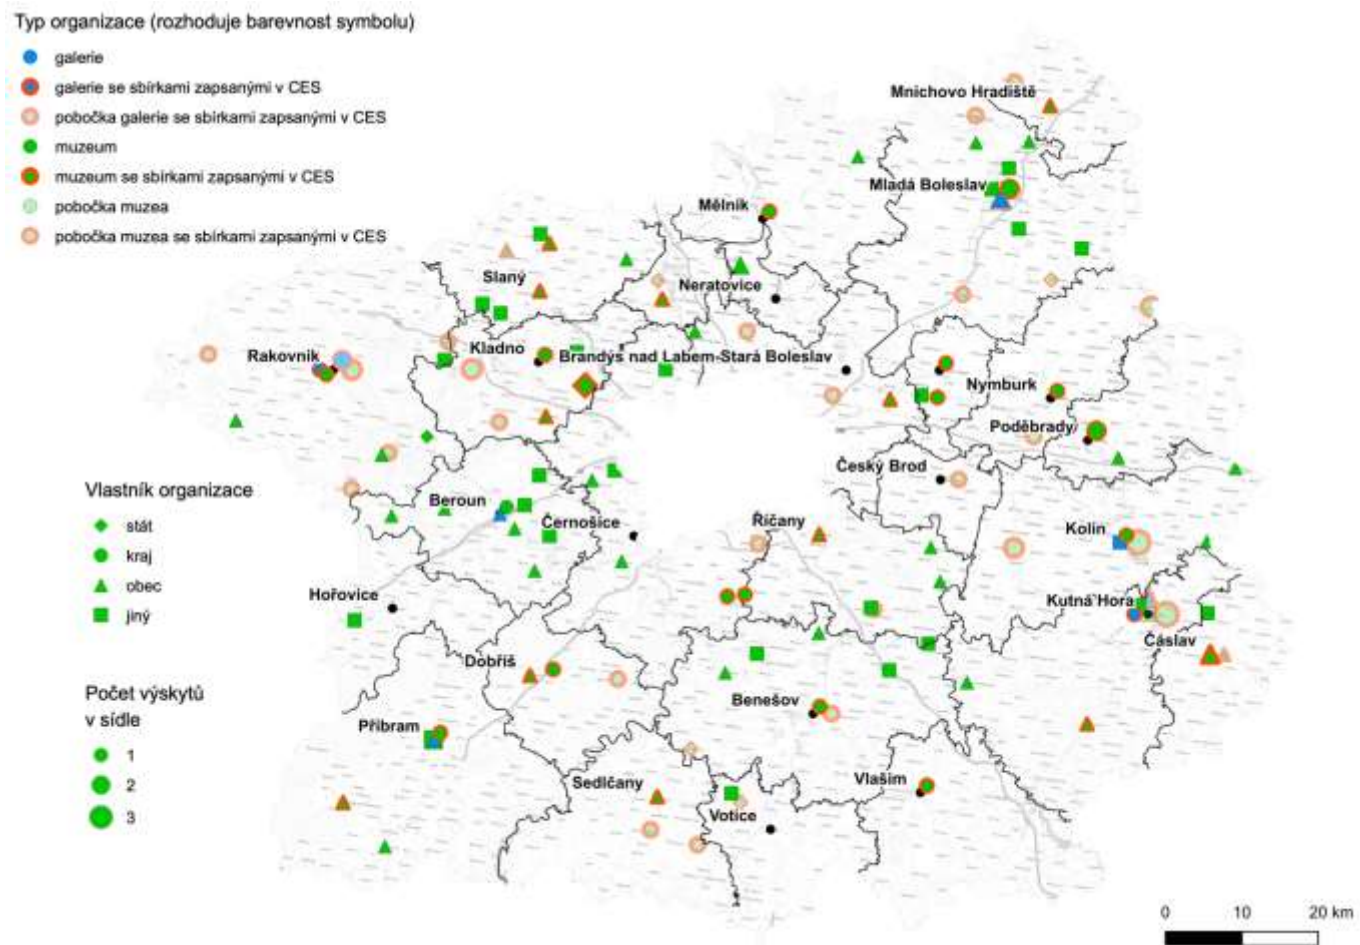 Typ organizace (rozhoduje barevnost symbolu)
galerie
galerie se sbírkami zapsanými v CES
pobočka galerie se sbírkami zapsanými v CES
muzeum
muzeum se sbírkami zapsanými v CES
pobočka muzea
pobočka muzea se sbírkami zapsanými v CES
Mnichovo Hradiště
Mladá Boleslav
Mělník
Slaný
Neratovice
Rakovník
Kladno
Brandýs nad Labem-Stará Boleslav
Nymburk
Poděbrady
Český Brod
Vlastník organizace
stát
kraj
obec
jiný
Beroun
Černošice
Říčany
Kolín
Hořovice
Kutná Hora
Čáslav
Dobříš
Počet výskytů
v sídle
1
2
3
Benešov
Příbram
Sedlčany
Vlašim
Votice
0 10 20 km